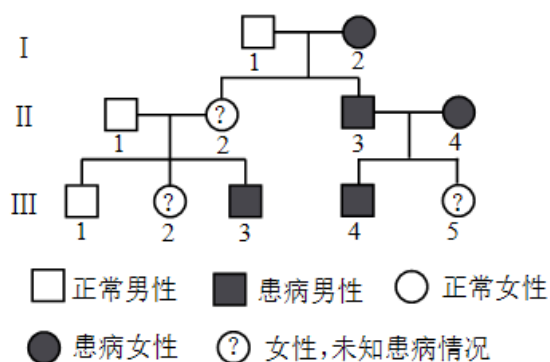 I
1 2
II
1 ? 2 3 4
III
1 ? 2 3 4 ? 5
正常男性 患病男性 正常女性
患病女性 ? 女性,未知患病情况